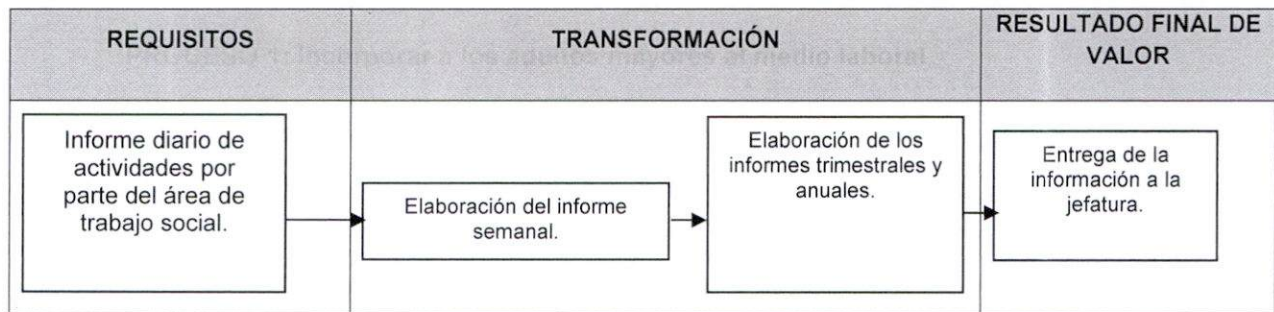 REQUISITOS
TRANSFORMACIÓN
RESULTADO FINAL DE
VALOR
Informe diario de
actividades por
parte del área de
trabajo social.
Elaboración del informe
semanal.
Elaboración de los
informes trimestrales y
anuales.
Entrega de la
información a la
jefatura.